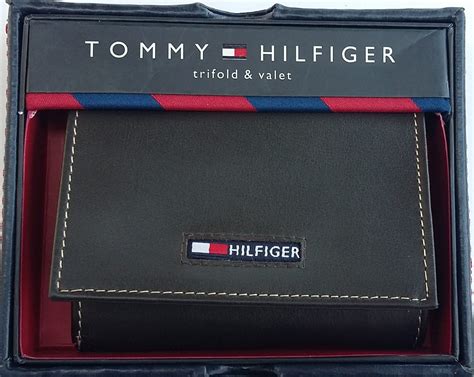 TOMMY HILFIGER
trifold & valet
HILFIGER